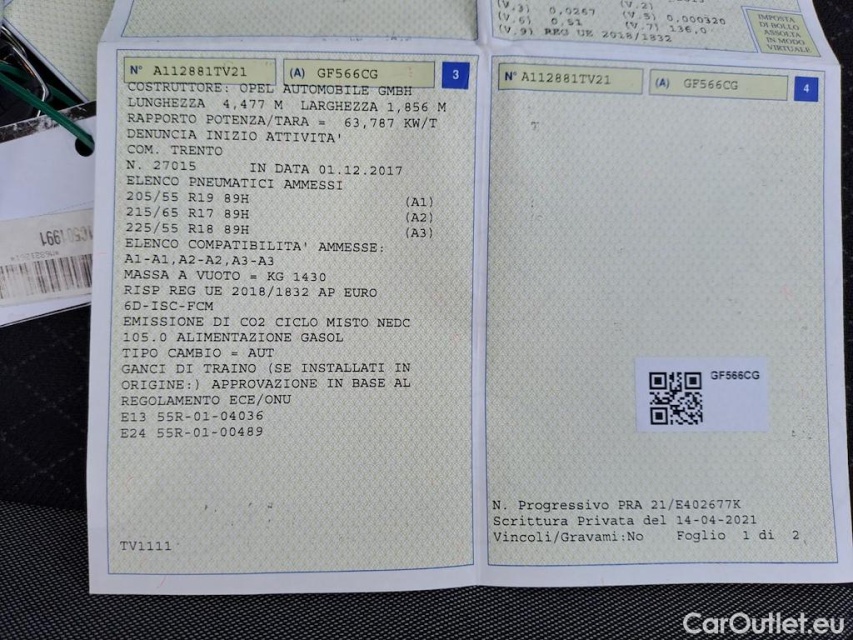 (V.3) 0,0267 (V.5)
(V.6) 0,51 (V.7) 0,000320
136,0
(V.9) REG UE 2018/1832
IMPOSTA
DI BOLLO
ASSOLTA
IN MODO
VIRTUALE
N° A112881TV21 (A) GF566CG 3
COSTRUTTORE: OPEL AUTOMOBILE GMBH
LUNGHEZZA 4,477 M LARGHEZZA 1,856 M
RAPPORTO POTENZA/TARA = 63,787 KW/T
DENUNCIA INIZIO ATTIVITA'
COM. TRENTO
N. 27015 IN DATA 01.12.2017
ELENCO PNEUMATICI AMMESSI
205/55 R19 89H (A1)
215/65 R17 89H (A2)
225/55 R18 89H (A3)
ELENCO COMPATIBILITA' AMMESSE:
A1-A1,A2-A2,A3-A3
MASSA A VUOTO = KG 1430
RISP REG UE 2018/1832 AP EURO
6D-ISC-FCM
EMISSIONE DI CO2 CICLO MISTO NEDC
105.0 ALIMENTAZIONE GASOL
TIPO CAMBIO = AUT
GANCI DI TRAINO (SE INSTALLATI IN
ORIGINE:) APPROVAZIONE IN BASE AL
REGOLAMENTO ECE/ONU
E13 55R-01-04036
E24 55R-01-00489
TV1111
N° A112881TV21 (A) GF566CG 4
GF566CG
N. Progressivo PRA 21/E402677K
Scrittura Privata del 14-04-2021
Vincoli/Gravami:No Foglio 1 di 2
CarOutlet.eu